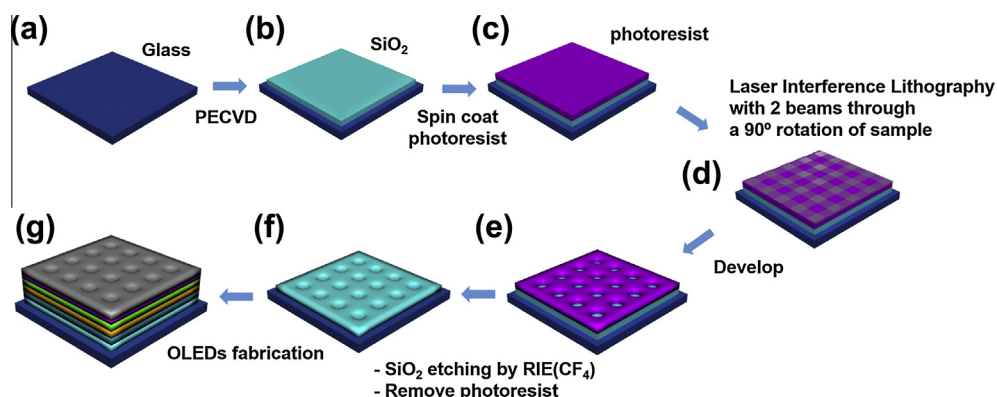 (a)
Glass
PECVD
(b)
SiO₂
Spin coat
photoresist
(c)
photoresist
Laser Interference Lithography
with 2 beams through
a 90º rotation of sample
(d)
Develop
(e)
- SiO₂ etching by RIE(CF₄)
- Remove photoresist
(f)
OLEDs fabrication
(g)